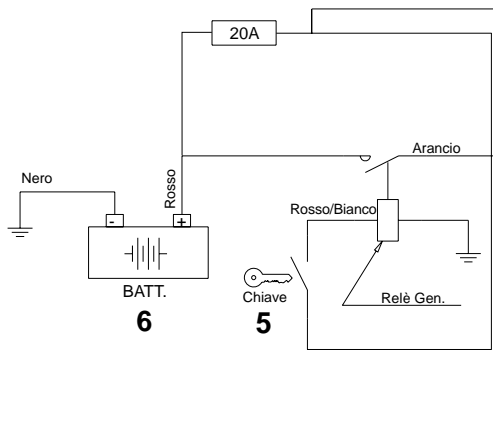 20A
Arancio
Nero
Rosso
Rosso/Bianco
-
+
BATT.
6
Chiave
5
Relè Gen.